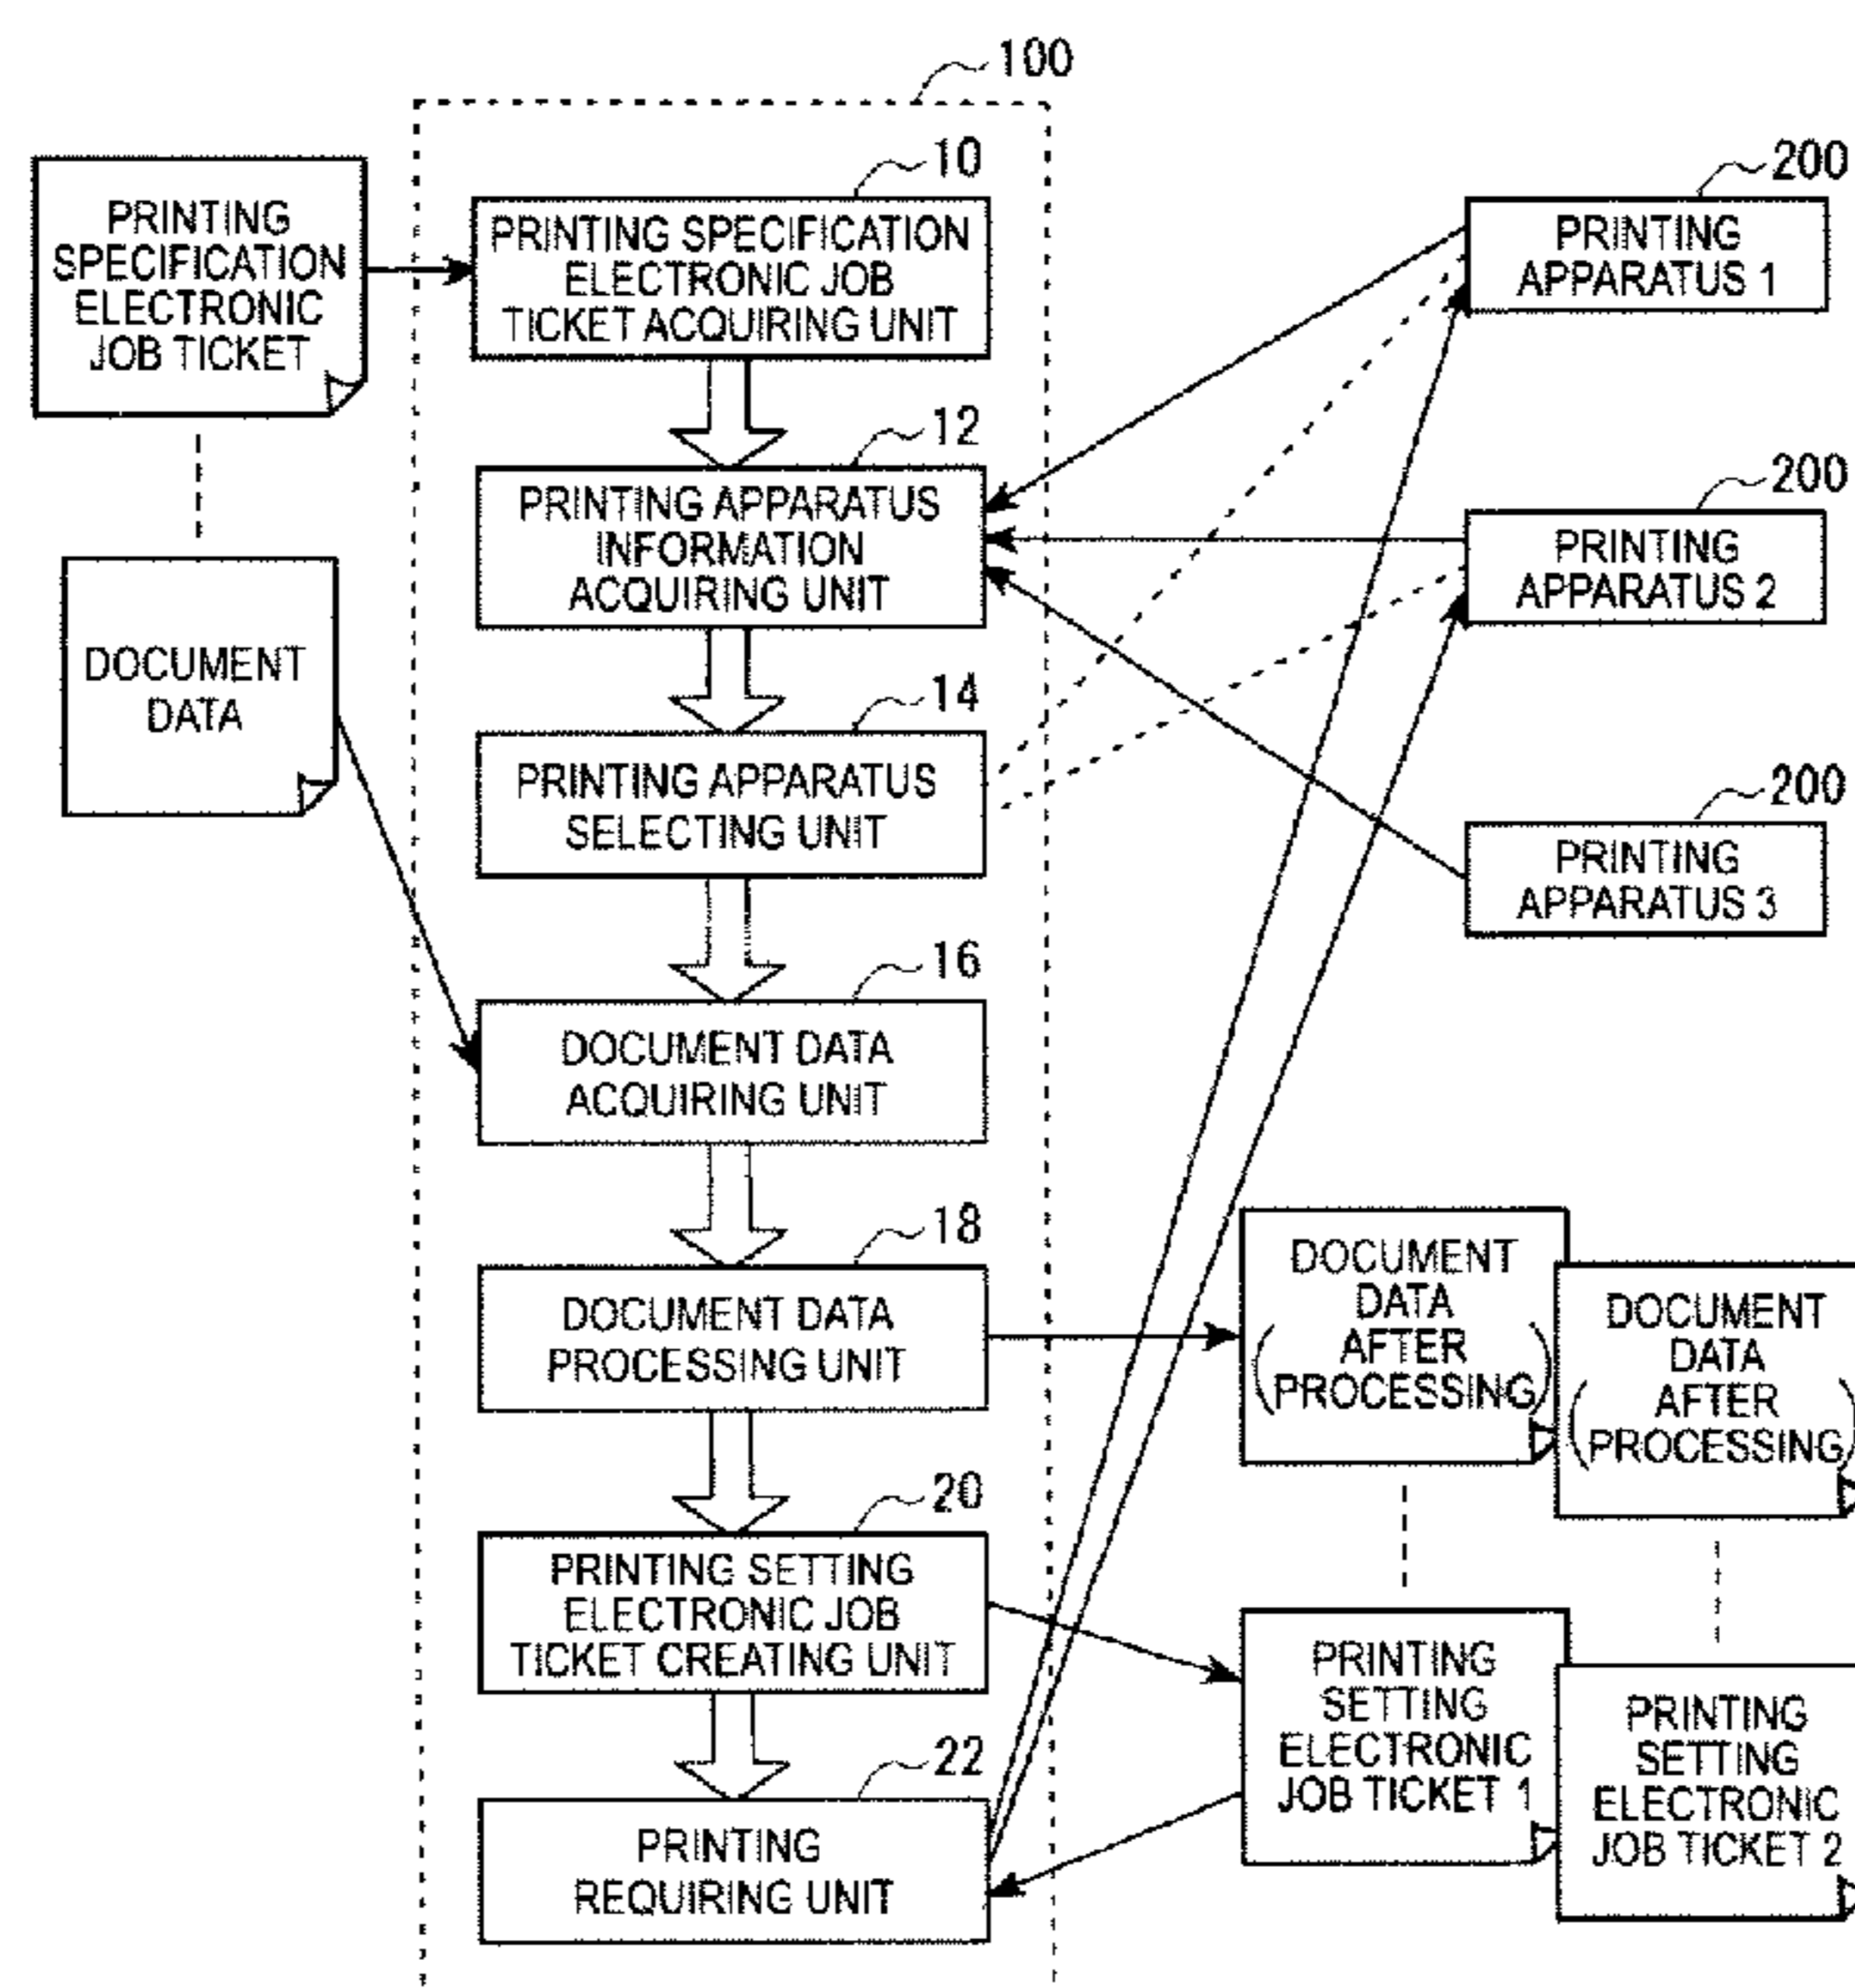 100
PRINTING
SPECIFICATION
ELECTRONIC
JOB TICKET
10
PRINTING SPECIFICATION
ELECTRONIC JOB
TICKET ACQUIRING UNIT
200
PRINTING
APPARATUS 1
12
PRINTING APPARATUS
INFORMATION
ACQUIRING UNIT
200
PRINTING
APPARATUS 2
DOCUMENT
DATA
14
PRINTING APPARATUS
SELECTING UNIT
200
PRINTING
APPARATUS 3
16
DOCUMENT DATA
ACQUIRING UNIT
18
DOCUMENT DATA
PROCESSING UNIT
DOCUMENT
DATA
(AFTER
PROCESSING)
DOCUMENT
DATA
(AFTER
PROCESSING)
20
PRINTING SETTING
ELECTRONIC JOB
TICKET CREATING UNIT
PRINTING
SETTING
ELECTRONIC
JOB TICKET 1
PRINTING
SETTING
ELECTRONIC
JOB TICKET 2
22
PRINTING
REQUIRING UNIT